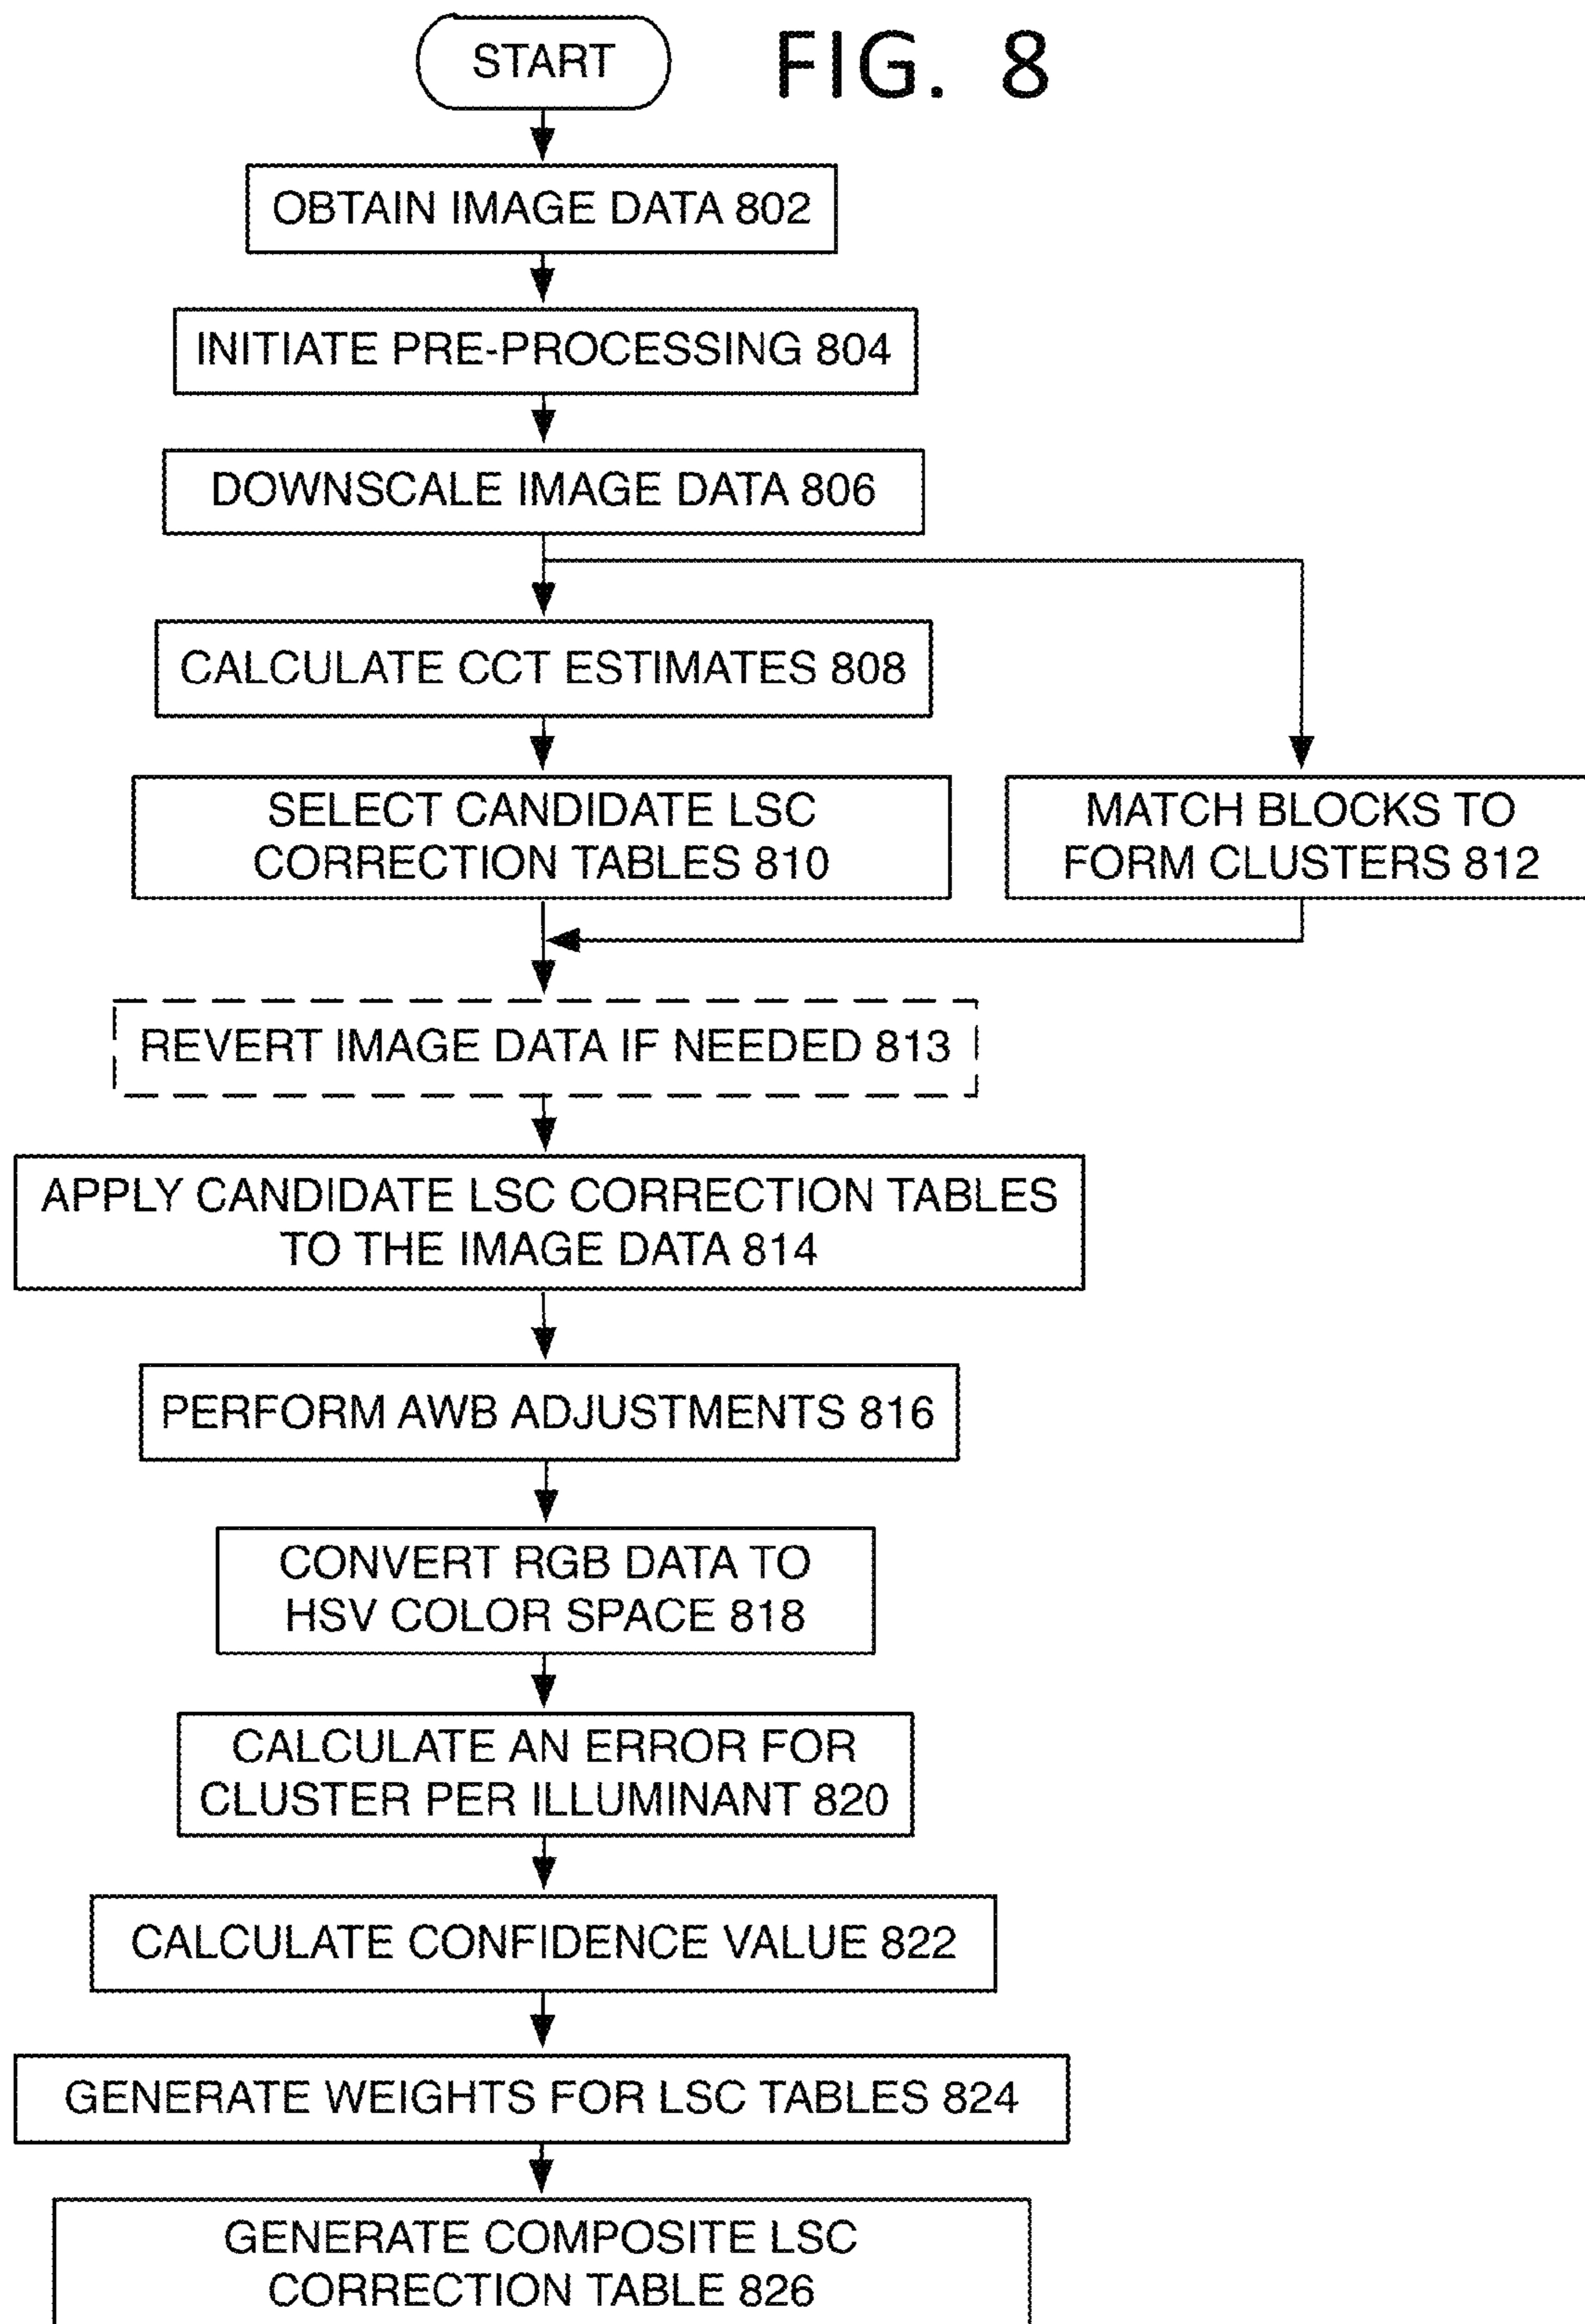 START
FIG. 8
OBTAIN IMAGE DATA 802
INITIATE PRE-PROCESSING 804
DOWNSCALE IMAGE DATA 806
CALCULATE CCT ESTIMATES 808
SELECT CANDIDATE LSC
CORRECTION TABLES 810
MATCH BLOCKS TO
FORM CLUSTERS 812
REVERT IMAGE DATA IF NEEDED 813
APPLY CANDIDATE LSC CORRECTION TABLES
TO THE IMAGE DATA 814
PERFORM AWB ADJUSTMENTS 816
CONVERT RGB DATA TO
HSV COLOR SPACE 818
CALCULATE AN ERROR FOR
CLUSTER PER ILLUMINANT 820
CALCULATE CONFIDENCE VALUE 822
GENERATE WEIGHTS FOR LSC TABLES 824
GENERATE COMPOSITE LSC
CORRECTION TABLE 826